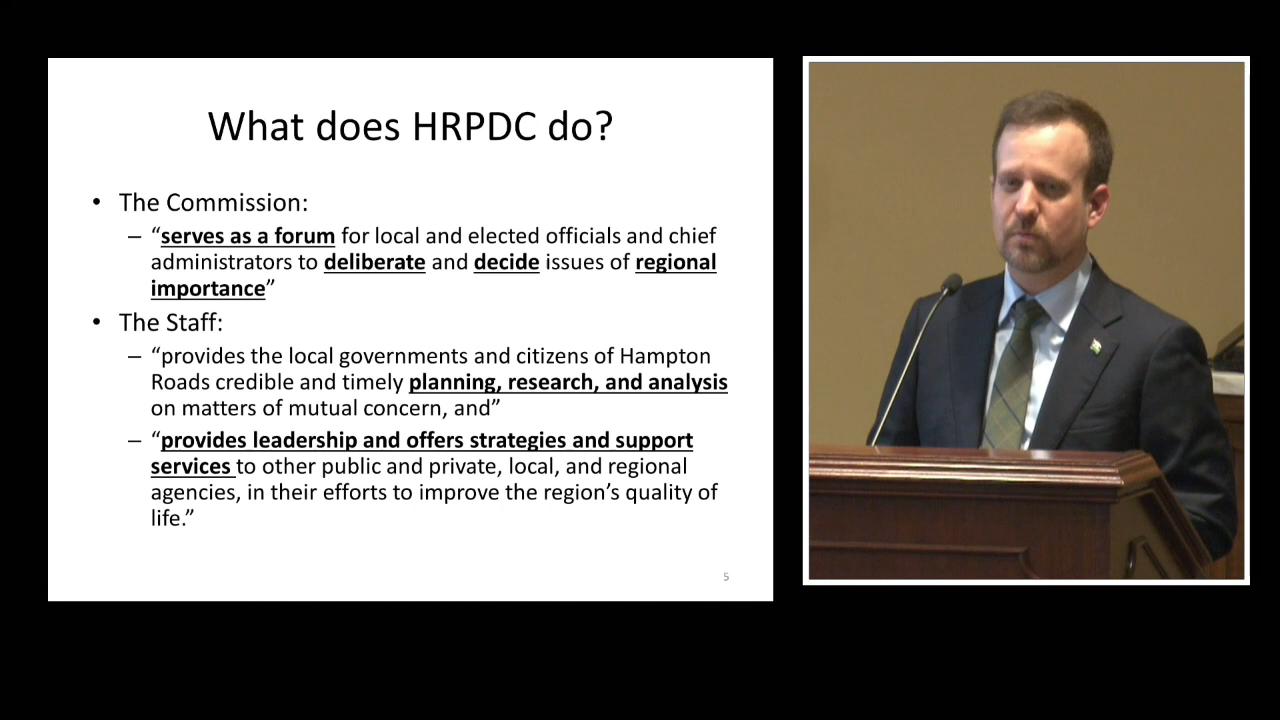 What does HRPDC do?
• The Commission:
– “serves as a forum for local and elected officials and chief
administrators to deliberate and decide issues of regional
importance”
• The Staff:
– “provides the local governments and citizens of Hampton
Roads credible and timely planning, research, and analysis
on matters of mutual concern, and”
– “provides leadership and offers strategies and support
services to other public and private, local, and regional
agencies, in their efforts to improve the region’s quality of
life.”
5